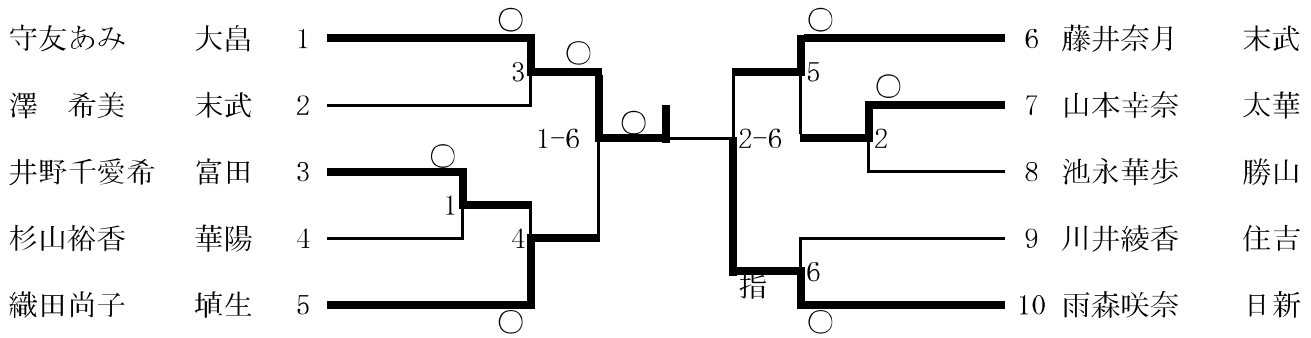 守友あみ 大畠 1
澤 希美 末武 2
井野千愛希 富田 3
杉山裕香 華陽 4
織田尚子 埴生 5
○
○
3
1-6
○
○
1
4
○
○
5
○
2-6
2
6
指
○
6 藤井奈月 末武
7 山本幸奈 太華
8 池永華歩 勝山
9 川井綾香 住吉
10 雨森咲奈 日新